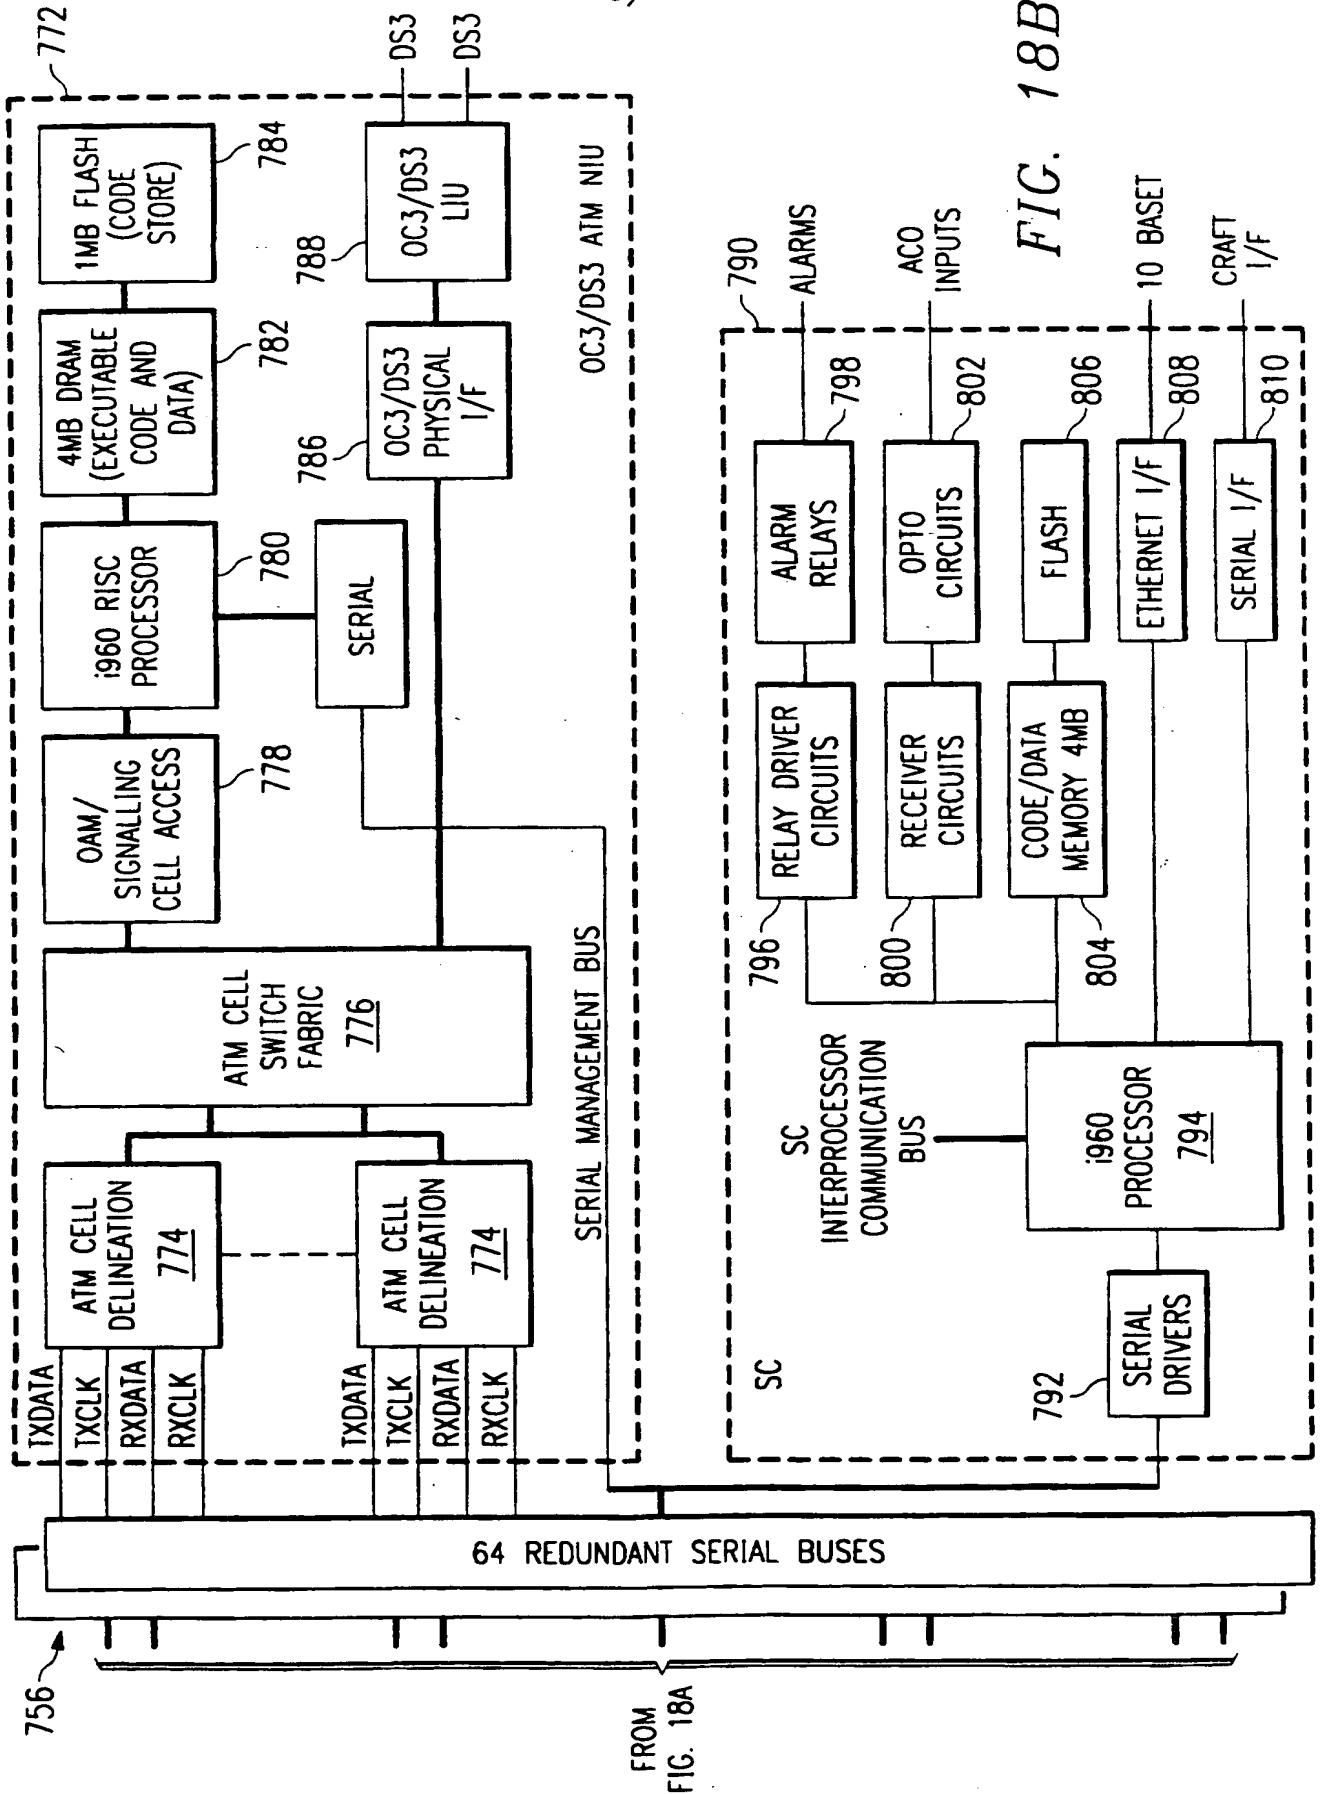 772
1MB FLASH
(CODE
STORE)
784
4MB DRAM
(EXECUTABLE
CODE AND
DATA)
782
i960 RISC
PROCESSOR
780
OAM/
SIGNALLING
CELL ACCESS
778
SERIAL
DS3
DS3
OC3/DS3
LIU
788
OC3/DS3
PHYSICAL
I/F
786
OC3/DS3 ATM NIU
ATM CELL
SWITCH
FABRIC
776
ATM CELL
DELINEATION
774
ATM CELL
DELINEATION
774
TXDATA
TXCLK
RXDATA
RXCLK
TXDATA
TXCLK
RXDATA
RXCLK
SERIAL MANAGEMENT BUS
64 REDUNDANT SERIAL BUSES
756
FROM
FIG. 18A
790
ALARMS
ACO
INPUTS
10 BASET
CRAFT
I/F
ALARM
RELAYS
798
OPTO
CIRCUITS
802
FLASH
806
ETHERNET I/F
808
SERIAL I/F
810
RELAY DRIVER
CIRCUITS
796
RECEIVER
CIRCUITS
800
CODE/DATA
MEMORY 4MB
804
SC
INTERPROCESSOR
COMMUNICATION
BUS
i960
PROCESSOR
794
SC
SERIAL
DRIVERS
792
FIG. 18B